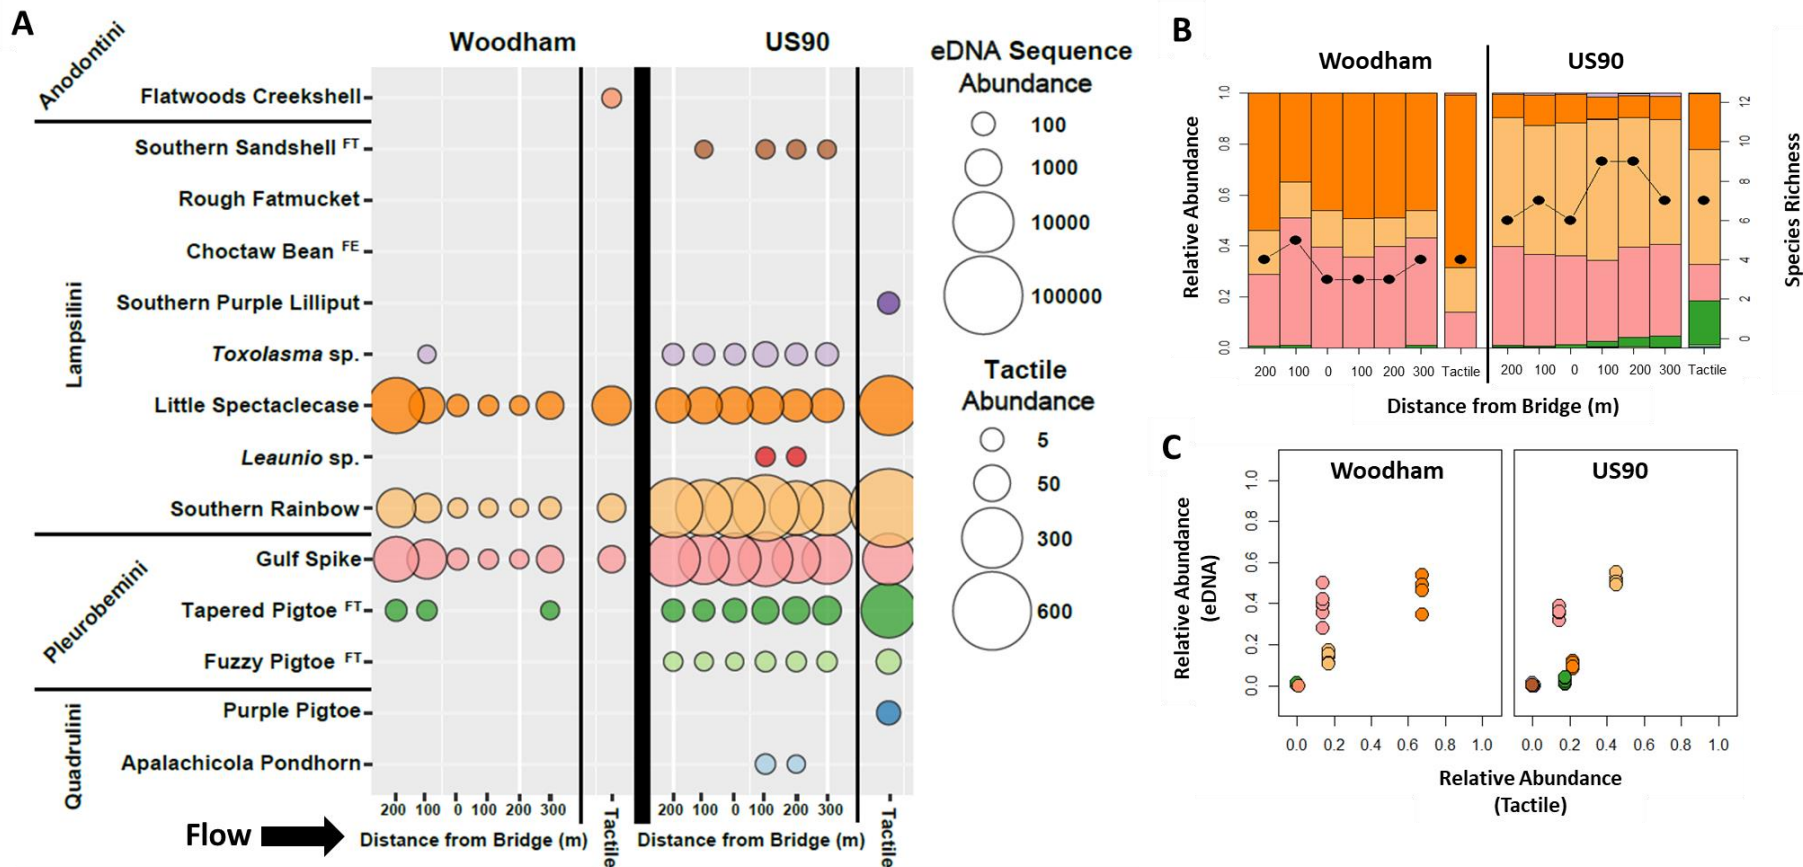 A
Woodham
US90
Anodontini
Flatwoods Creekshell
Lampsilini
Southern Sandshell FT
Rough Fatmucket
Choctaw Bean FE
Southern Purple Lilliput
Toxolasma sp.
Little Spectaclecase
Leaunio sp.
Southern Rainbow
Pleurobemini
Gulf Spike
Tapered Pigtoe FT
Fuzzy Pigtoe FT
Quadrulini
Purple Pigtoe
Apalachicola Pondhorn
200 100 0 100 200 300 Tactile
200 100 0 100 200 300 Tactile
Flow
Distance from Bridge (m)
Distance from Bridge (m)
eDNA Sequence
Abundance
100
1000
10000
100000
Tactile
Abundance
5
50
300
600
B
Woodham
US90
Relative Abundance
1.0
0.8
0.6
0.4
0.2
0.0
12
10
8
6
4
2
0
Species Richness
200 100 0 100 200 300 Tactile
200 100 0 100 200 300 Tactile
Distance from Bridge (m)
C
Woodham
US90
Relative Abundance
(eDNA)
1.0
0.8
0.6
0.4
0.2
0.0
0.0 0.2 0.4 0.6 0.8 1.0
0.0 0.2 0.4 0.6 0.8 1.0
Relative Abundance
(Tactile)